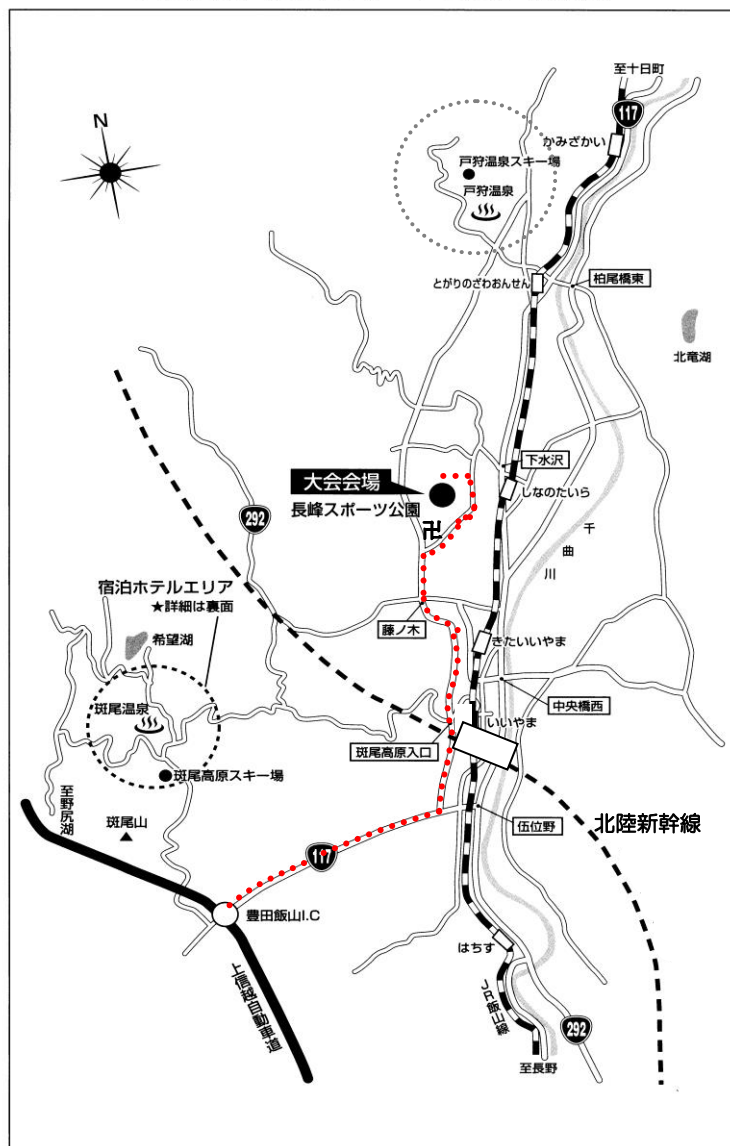 至十日町
117
かみざかい
N
戸狩温泉スキー場
戸狩温泉
とがりのざわおんせん
柏尾橋東
北竜湖
下水沢
大会会場
長峰スポーツ公園
しなのたいら
292
卍
千曲川
宿泊ホテルエリア
★詳細は裏面
藤ノ木
希望湖
きたいいやま
斑尾温泉
中央橋西
いいやま
斑尾高原入口
斑尾高原スキー場
至野尻湖
斑尾山
伍位野
北陸新幹線
117
豊田飯山I.C
はちす
上信越自動車道
JR飯山線
292
至長野